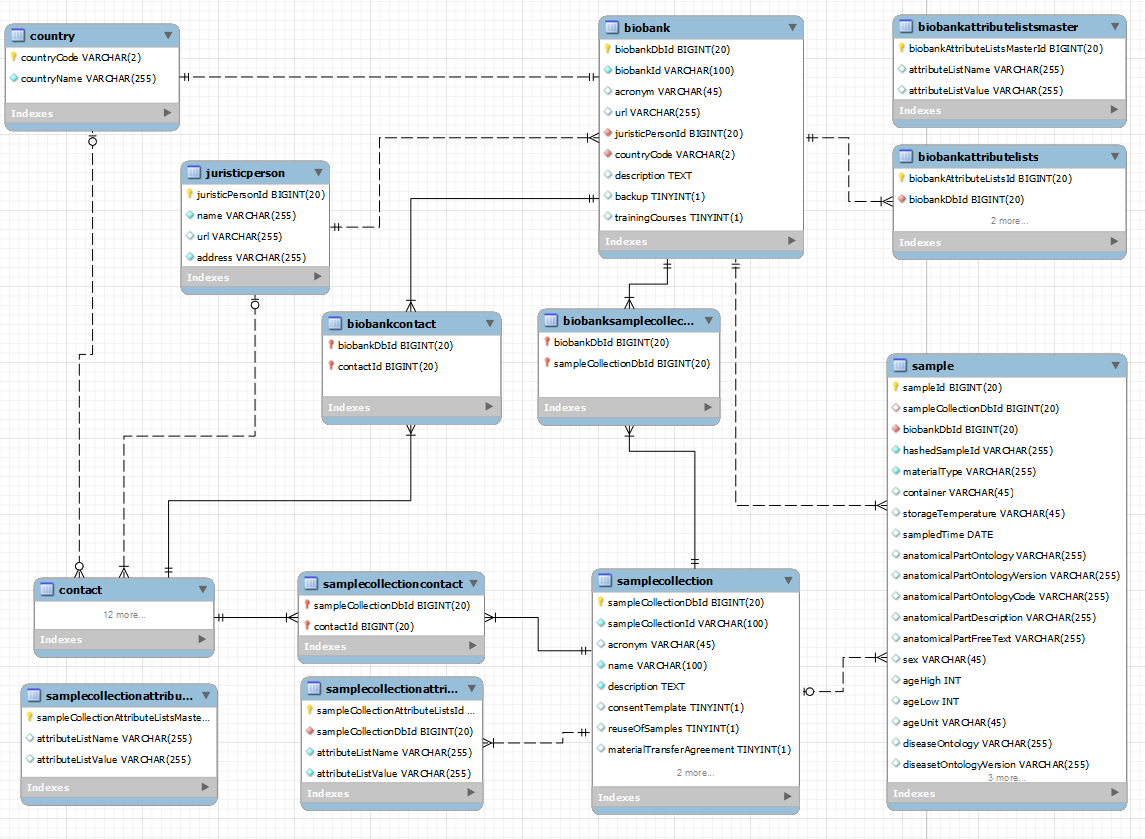 country
countryCode VARCHAR(2)
countryName VARCHAR(255)
Indexes
biobank
biobankDbId BIGINT(20)
biobankId VARCHAR(100)
acronym VARCHAR(45)
url VARCHAR(255)
juristicPersonId BIGINT(20)
countryCode VARCHAR(2)
description TEXT
backup TINYINT(1)
trainingCourses TINYINT(1)
Indexes
biobankattributelistsmaster
biobankAttributeListsMasterId BIGINT(20)
attributeListName VARCHAR(255)
attributeListValue VARCHAR(255)
Indexes
biobankattributelists
biobankAttributeListsId BIGINT(20)
biobankDbId BIGINT(20)
2 more...
Indexes
juristicperson
juristicPersonId BIGINT(20)
name VARCHAR(255)
url VARCHAR(255)
address VARCHAR(255)
Indexes
biobankcontact
biobankDbId BIGINT(20)
contactId BIGINT(20)
Indexes
biobanksamplecollec...
biobankDbId BIGINT(20)
sampleCollectionDbId BIGINT(20)
Indexes
sample
sampleId BIGINT(20)
sampleCollectionDbId BIGINT(20)
biobankDbId BIGINT(20)
hashedSampleId VARCHAR(255)
materialType VARCHAR(255)
container VARCHAR(45)
storageTemperature VARCHAR(45)
sampledTime DATE
anatomicalPartOntology VARCHAR(255)
anatomicalPartOntologyVersion VARCHAR(255)
anatomicalPartOntologyCode VARCHAR(255)
anatomicalPartDescription VARCHAR(255)
anatomicalPartFreeText VARCHAR(255)
sex VARCHAR(45)
ageHigh INT
ageLow INT
ageUnit VARCHAR(45)
diseaseOntology VARCHAR(255)
diseasetOntologyVersion VARCHAR(255)
3 more...
Indexes
contact
12 more...
Indexes
samplecollectioncontact
sampleCollectionDbId BIGINT(20)
contactId BIGINT(20)
Indexes
samplecollection
sampleCollectionDbId BIGINT(20)
sampleCollectionId VARCHAR(100)
acronym VARCHAR(45)
name VARCHAR(100)
description TEXT
consentTemplate TINYINT(1)
reuseOfSamples TINYINT(1)
materialTransferAgreement TINYINT(1)
2 more...
Indexes
samplecollectionattribu...
sampleCollectionAttributeListsMaste...
attributeListName VARCHAR(255)
attributeListValue VARCHAR(255)
Indexes
samplecollectionattri...
sampleCollectionAttributeListsId ...
sampleCollectionDbId BIGINT(20)
attributeListName VARCHAR(255)
attributeListValue VARCHAR(255)
Indexes